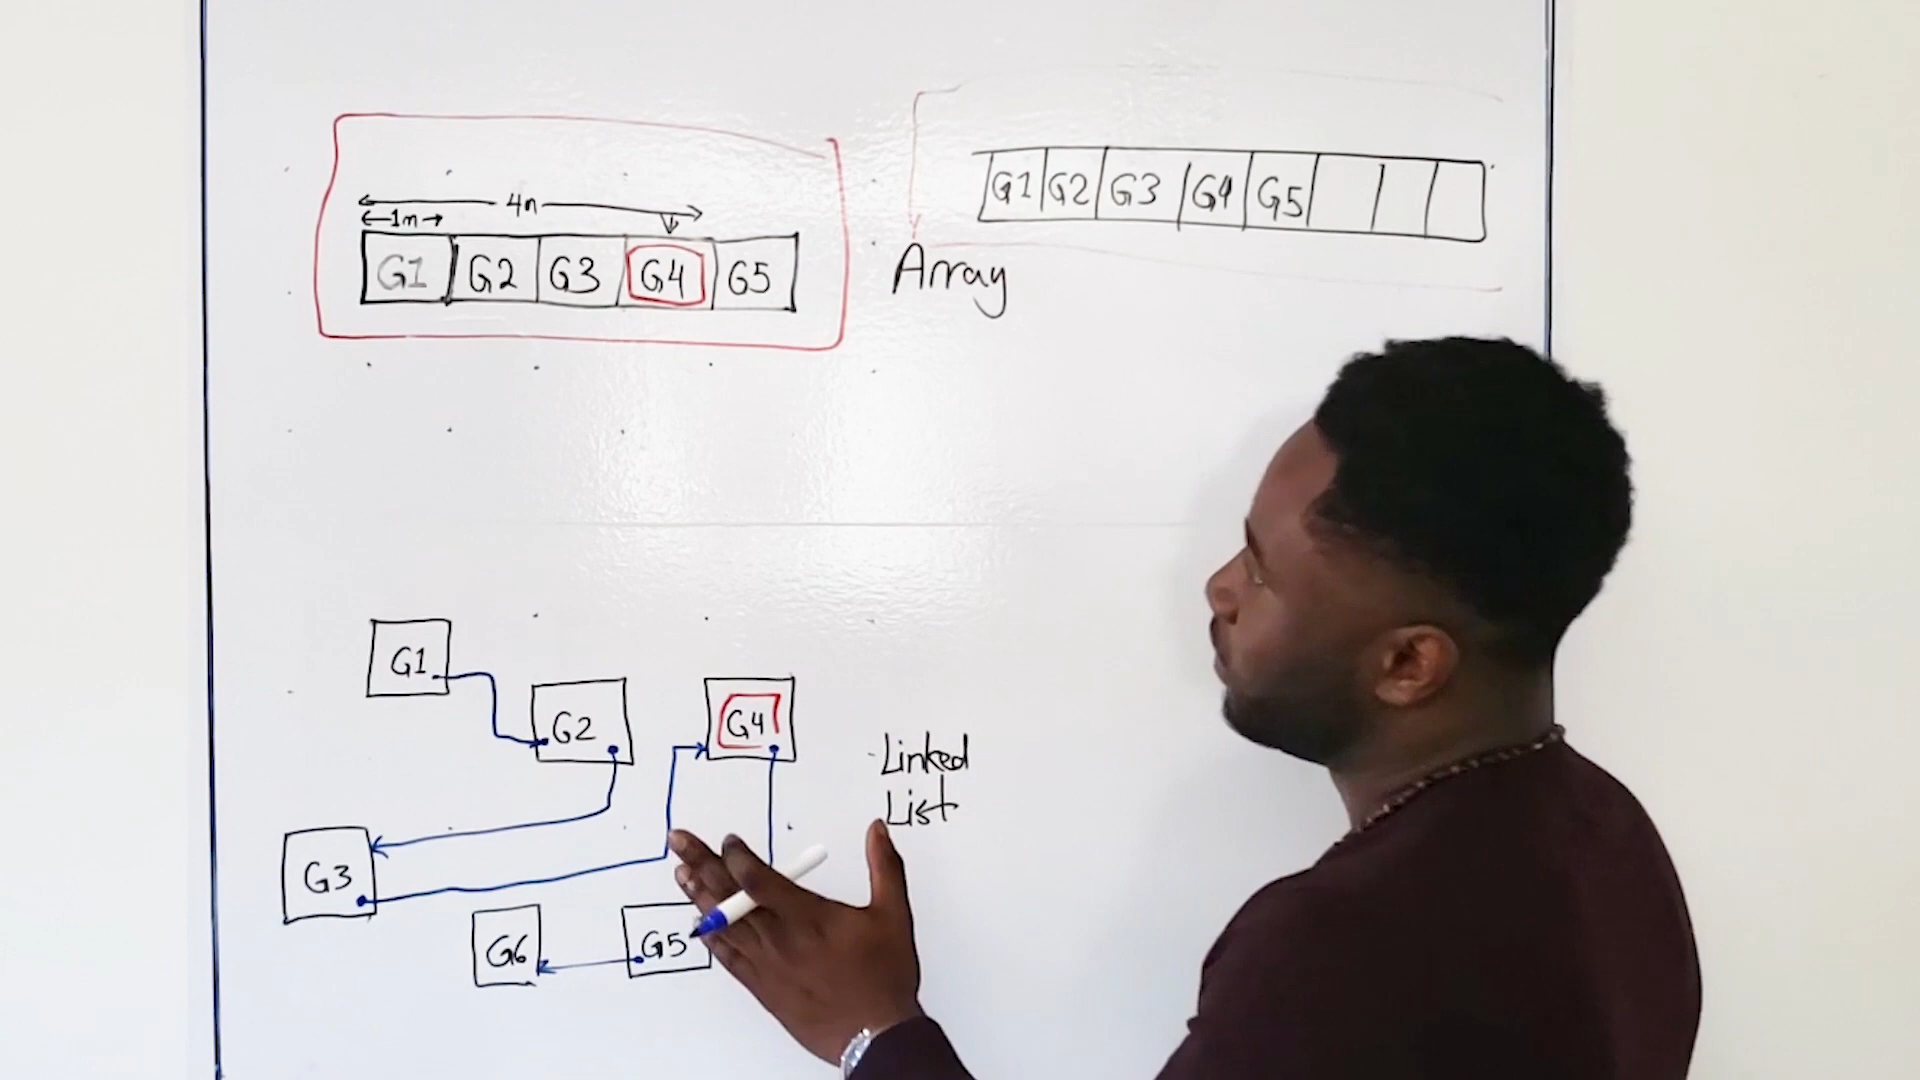 4n
1m
G1 G2 G3 G4 G5
G1 G2 G3 G4 G5
Array
G1
G2
G4
Linked
List
G3
G6
G5